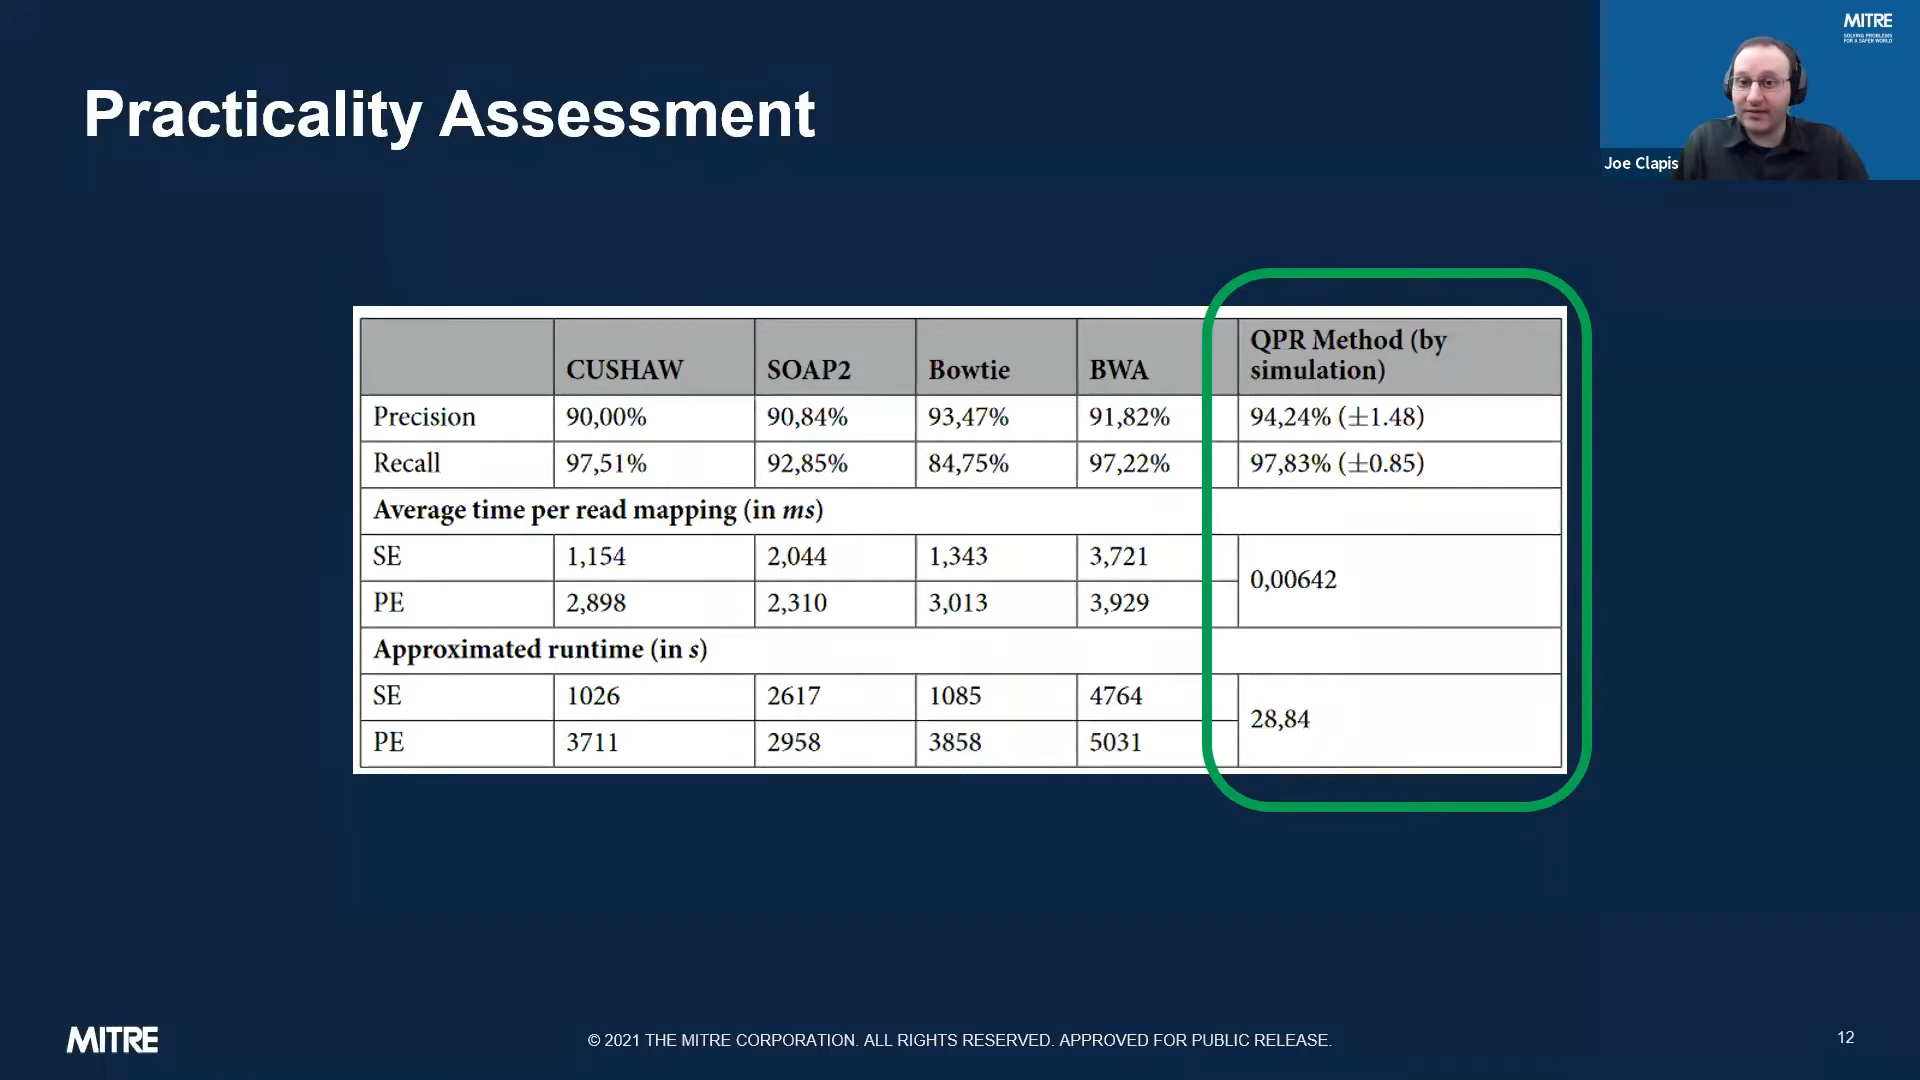 MITRE
SOLVING PROBLEMS
FOR A SAFER WORLD
Practicality Assessment
Joe Clapis
CUSHAW SOAP2 Bowtie BWA QPR Method (by
simulation)
Precision 90,00% 90,84% 93,47% 91,82% 94,24% (±1.48)
Recall 97,51% 92,85% 84,75% 97,22% 97,83% (±0.85)
Average time per read mapping (in ms)
SE 1,154 2,044 1,343 3,721 0,00642
PE 2,898 2,310 3,013 3,929
Approximated runtime (in s)
SE 1026 2617 1085 4764 28,84
PE 3711 2958 3858 5031
MITRE
© 2021 THE MITRE CORPORATION. ALL RIGHTS RESERVED. APPROVED FOR PUBLIC RELEASE.
12